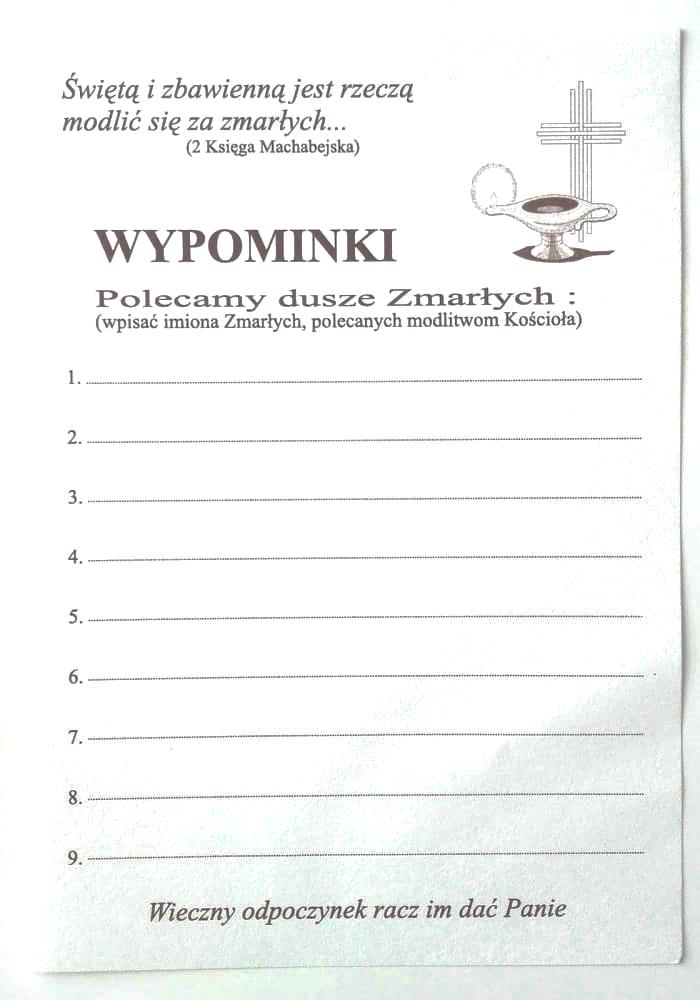 Świętą i zbawienną jest rzeczą
modlić się za zmarłych...
(2 Księga Machabejska)
WYPOMINKI
Polecamy dusze Zmarłych :
(wpisać imiona Zmarłych, polecanych modlitwom Kościoła)
1. ......................................................
2. ......................................................
3. ......................................................
4. ......................................................
5. ......................................................
6. ......................................................
7. ......................................................
8. ......................................................
9. ......................................................
Wieczny odpoczynek racz im dać Panie